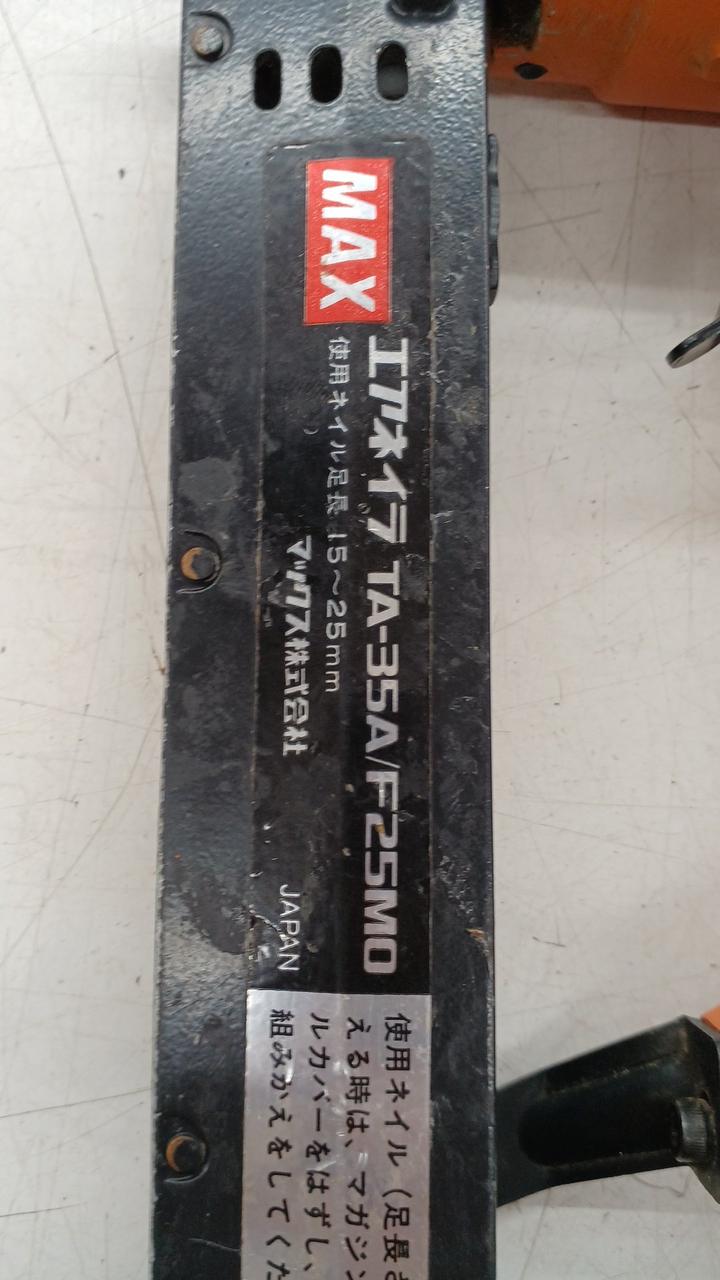 MAX
エアネイラ TA-35A/F25MO
使用ネイル足長 15〜25mm
マックス株式会社
JAPAN
使用ネイル（足長さ
える時は、マガジン
ルカバーをはずし、
組みかえをしてくだ